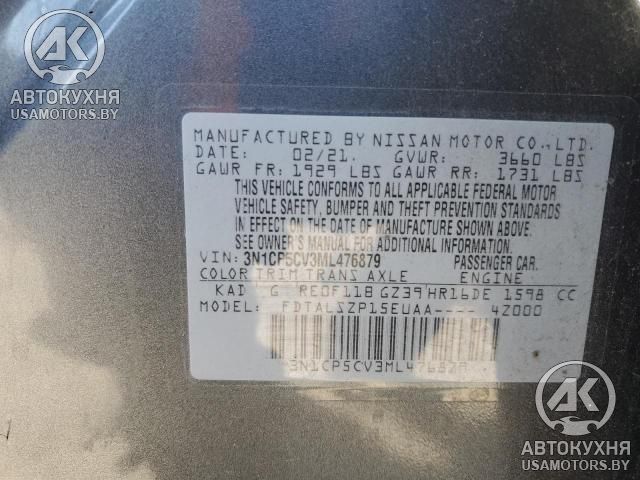 AK
АВТОКУХНЯ
USAMOTORS.BY
MANUFACTURED BY NISSAN MOTOR CO., LTD.
DATE: 02/21. GVWR: 3660 LBS
GAWR FR: 1929 LBS GAWR RR: 1731 LBS
THIS VEHICLE CONFORMS TO ALL APPLICABLE FEDERAL MOTOR
VEHICLE SAFETY, BUMPER AND THEFT PREVENTION STANDARDS
IN EFFECT ON THE DATE OF MANUFACTURE SHOWN ABOVE.
SEE OWNER'S MANUAL FOR ADDITIONAL INFORMATION.
VIN: 3N1CP5CV3ML476879 PASSENGER CAR.
COLOR TRIM TRANS AXLE ENGINE
KAD G RE0F11B GZ39 HR16DE 1598 CC
MODEL: FDTALSZP15EUAA---- 4Z000
3N1CP5CV3ML476879
AK
АВТОКУХНЯ
USAMOTORS.BY